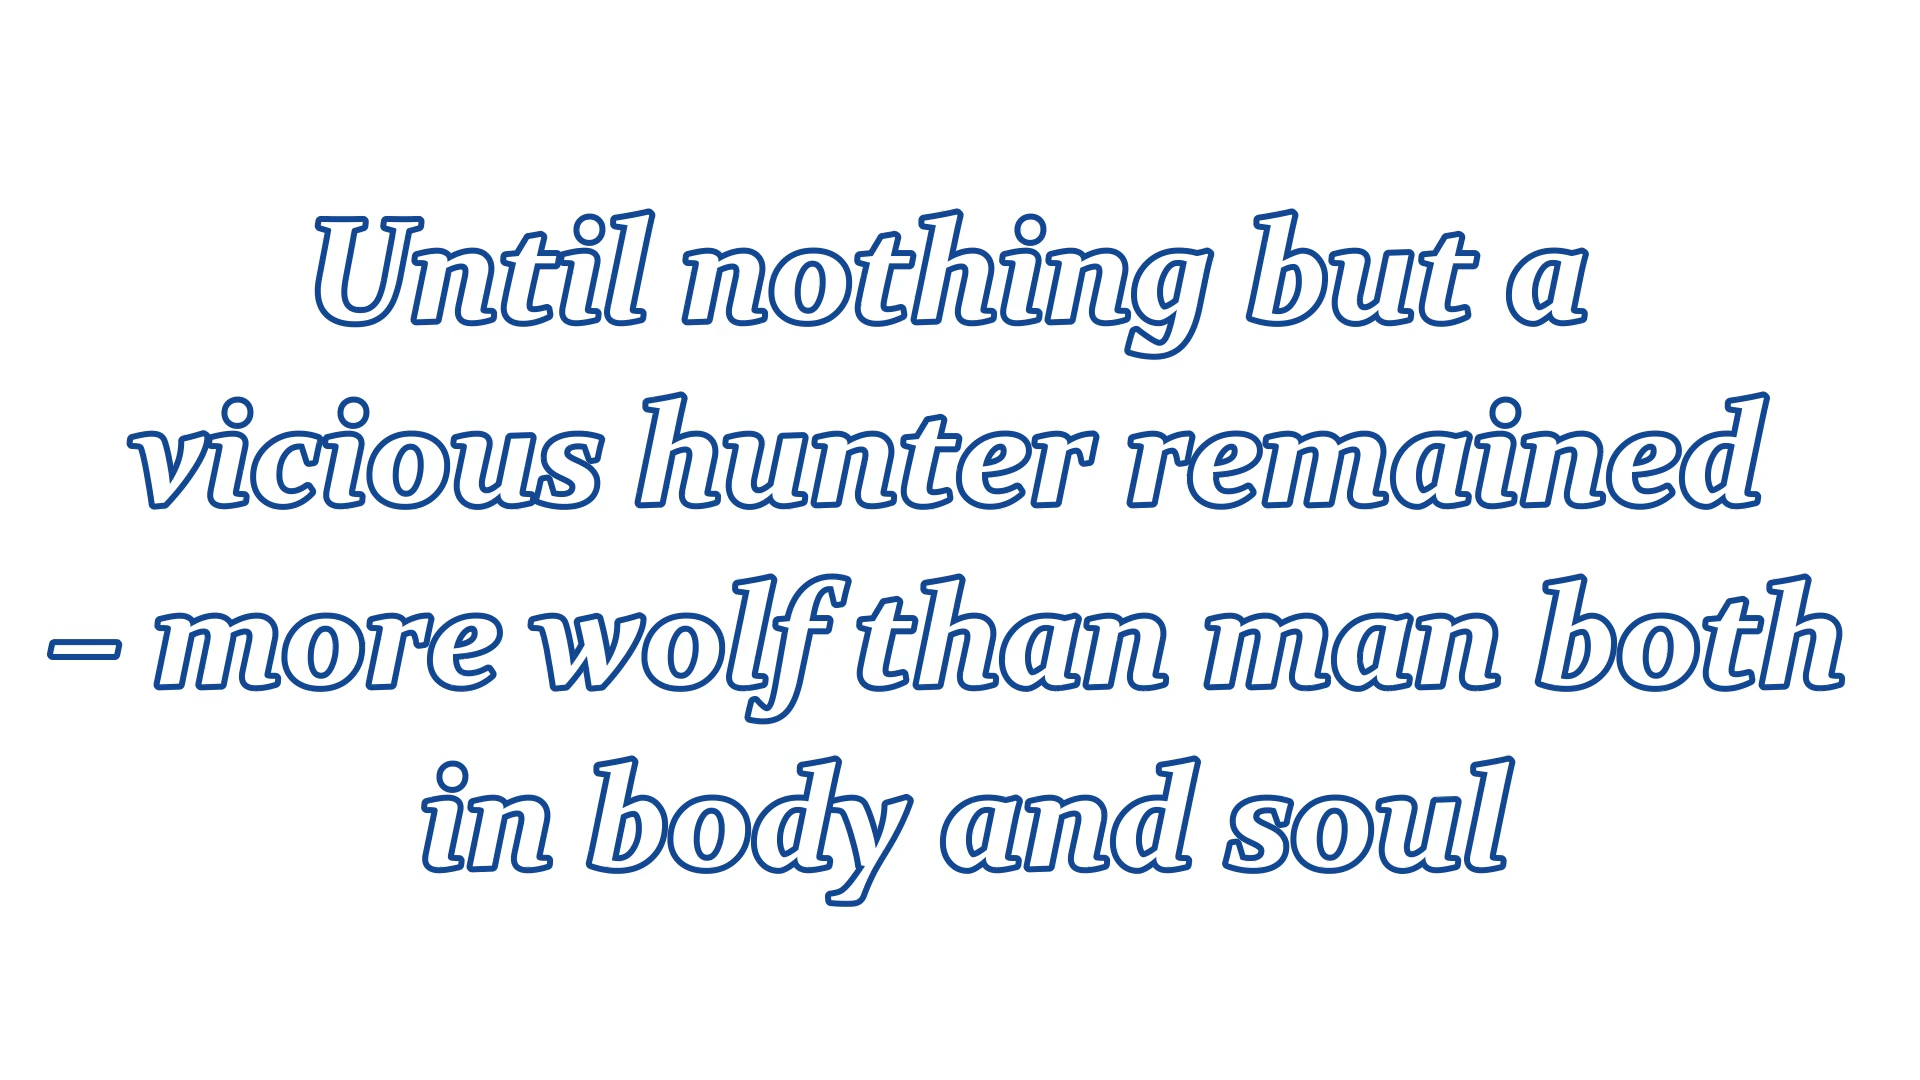 Until nothing but a
vicious hunter remained
– more wolf than man both
in body and soul